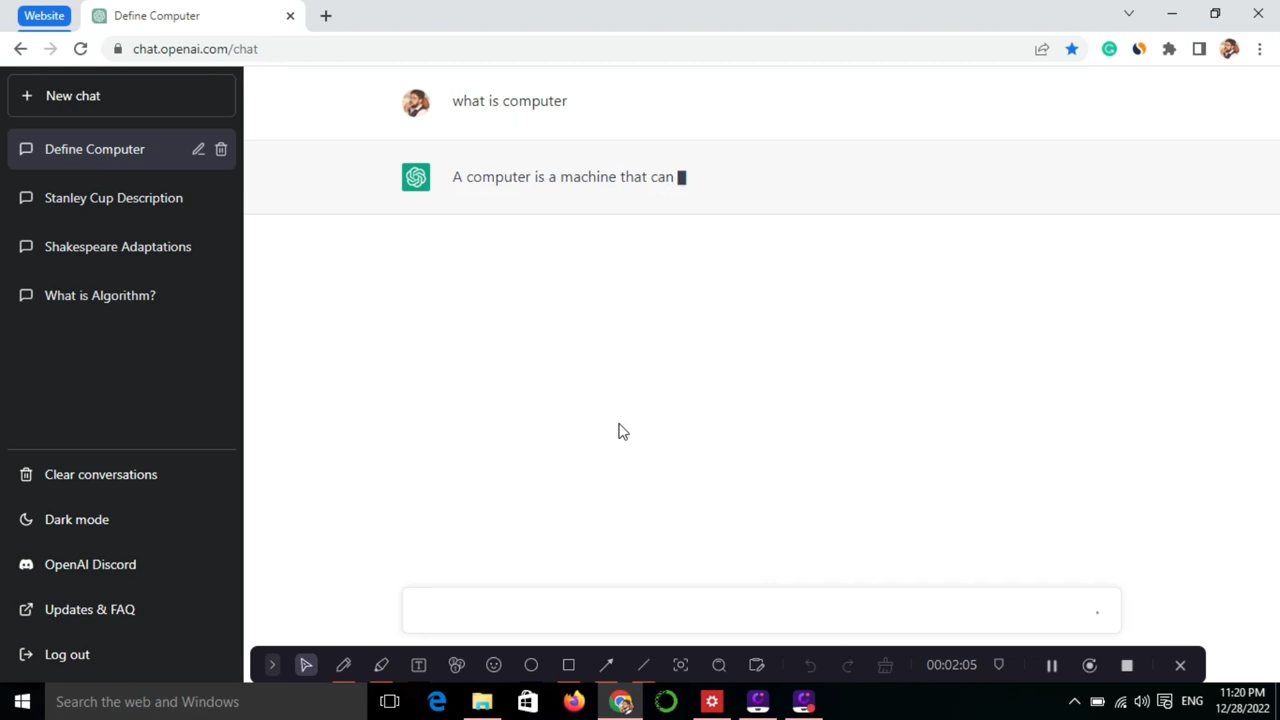 Website
Define Computer
chat.openai.com/chat
New chat
what is computer
Define Computer
A computer is a machine that can
Stanley Cup Description
Shakespeare Adaptations
What is Algorithm?
Clear conversations
Dark mode
OpenAI Discord
Updates & FAQ
Log out
00:02:05
Search the web and Windows
ENG
11:20 PM
12/28/2022